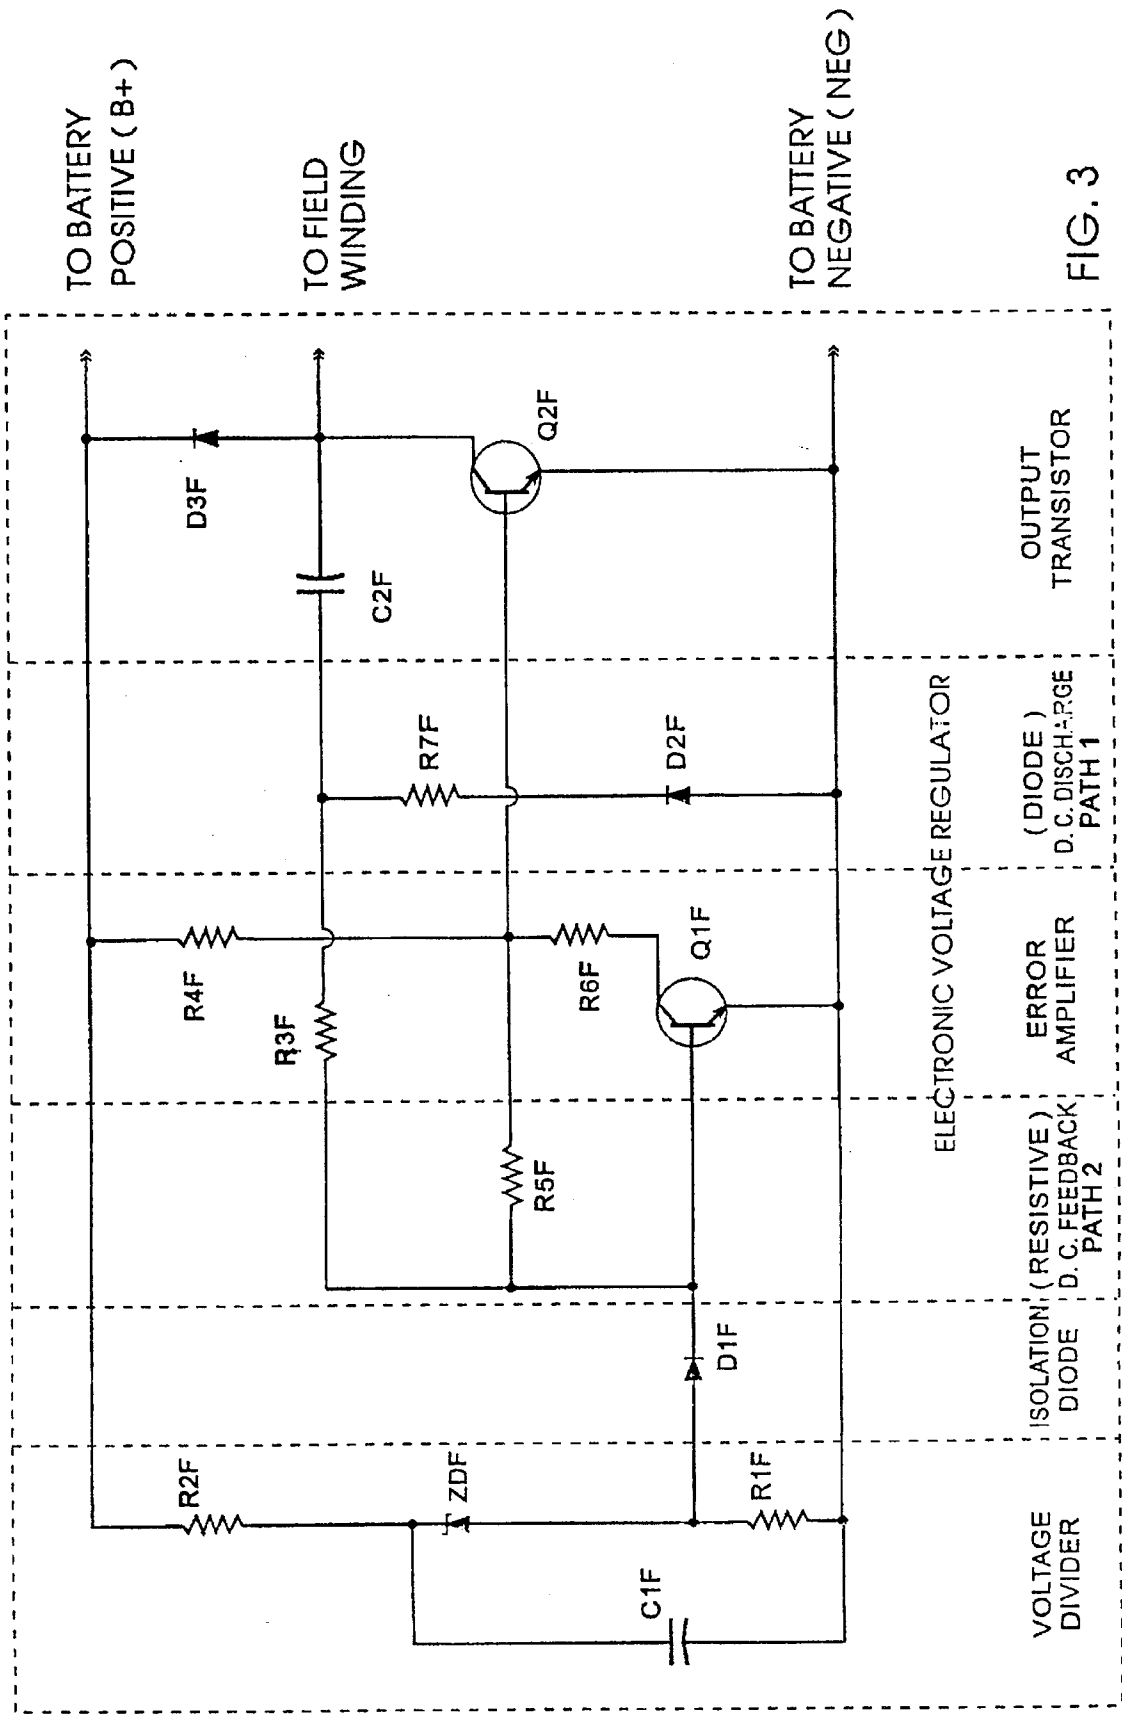 TO BATTERY
POSITIVE ( B+ )
TO FIELD
WINDING
TO BATTERY
NEGATIVE ( NEG )
FIG. 3
R2F
ZDF
C1F
R1F
D1F
R5F
R3F
R4F
R6F
Q1F
R7F
D2F
C2F
D3F
Q2F
ELECTRONIC VOLTAGE REGULATOR
VOLTAGE
DIVIDER
ISOLATION
DIODE
( RESISTIVE )
D. C. FEEDBACK
PATH 2
ERROR
AMPLIFIER
( DIODE )
D. C. DISCHARGE
PATH 1
OUTPUT
TRANSISTOR